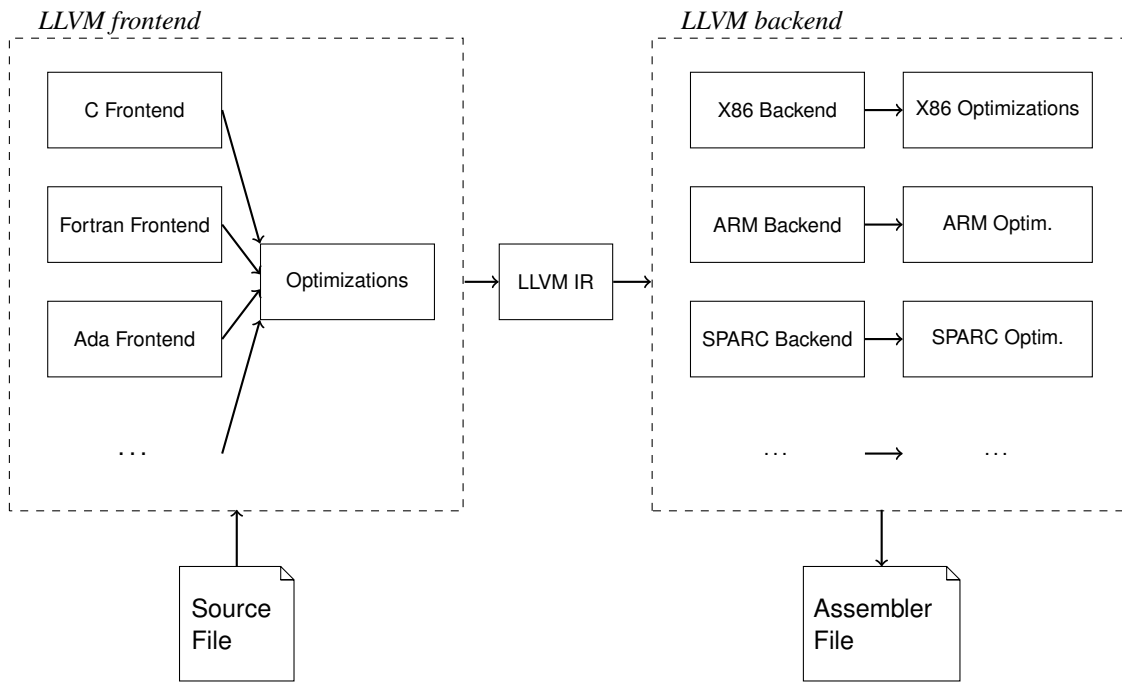 LLVM frontend
C Frontend
Fortran Frontend
Ada Frontend
...
Optimizations
LLVM IR
LLVM backend
X86 Backend
X86 Optimizations
ARM Backend
ARM Optim.
SPARC Backend
SPARC Optim.
...
...
Source
File
Assembler
File